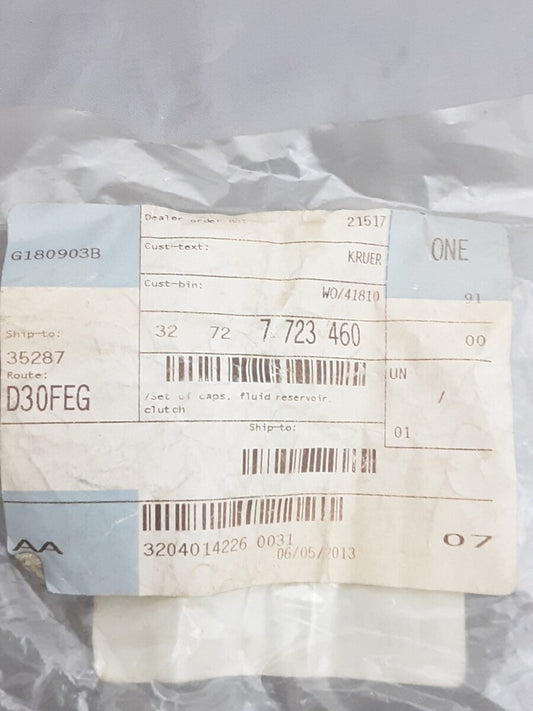 Dealer order no: 21517
G180903B
Cust-text: KRUER
ONE
Cust-bin: WO/41810
91
Ship to: 35287
32 72 7 723 460
00
Route:
D30FEG
/Set of caps, fluid reservoir,
clutch
UN
/
01
Ship-to:
AA
3204014226 0031
06/05/2013
07